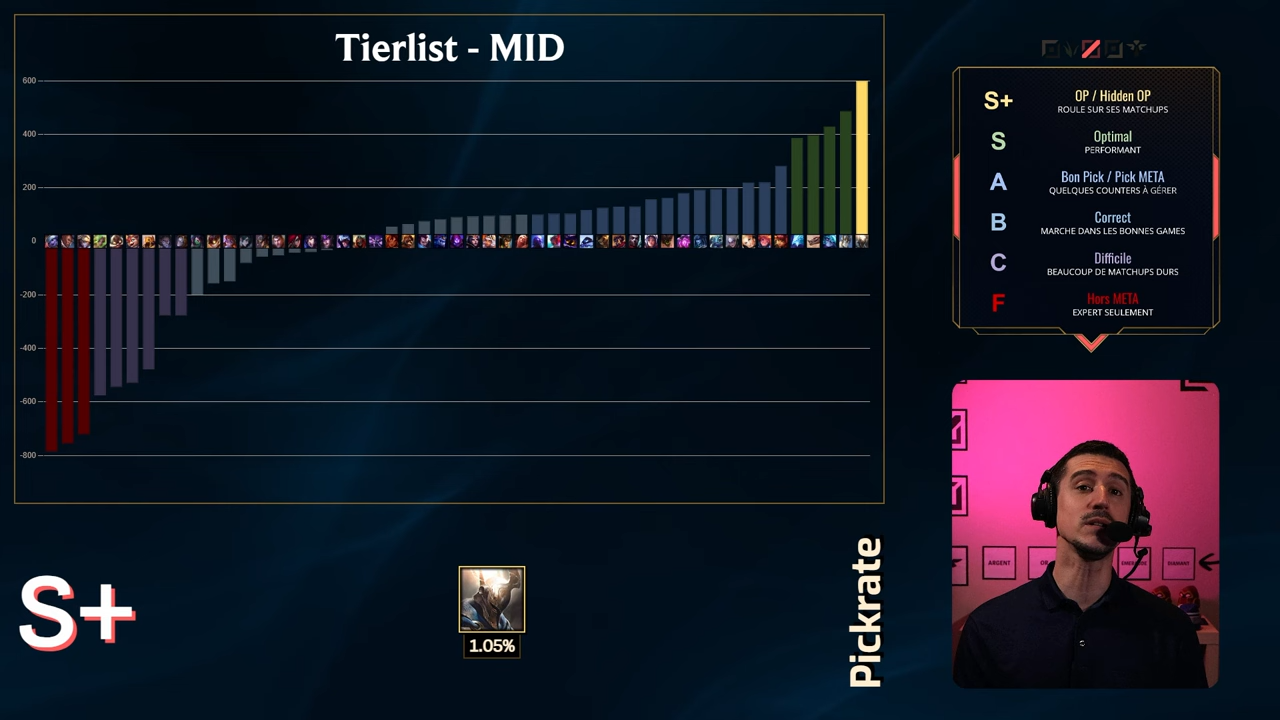 Tierlist - MID
600
400
200
0
-200
-400
-600
-800
S+
OP / Hidden OP
ROULE SUR SES MATCHUPS
S
Optimal
PERFORMANT
A
Bon Pick / Pick META
QUELQUES COUNTERS À GÉRER
B
Correct
MARCHE DANS LES BONNES GAMES
C
Difficile
BEAUCOUP DE MATCHUPS DURS
F
Hors META
EXPERT SEULEMENT
S+
1.05%
Pickrate
ARGENT
OR
EMERAUDE
DIAMANT